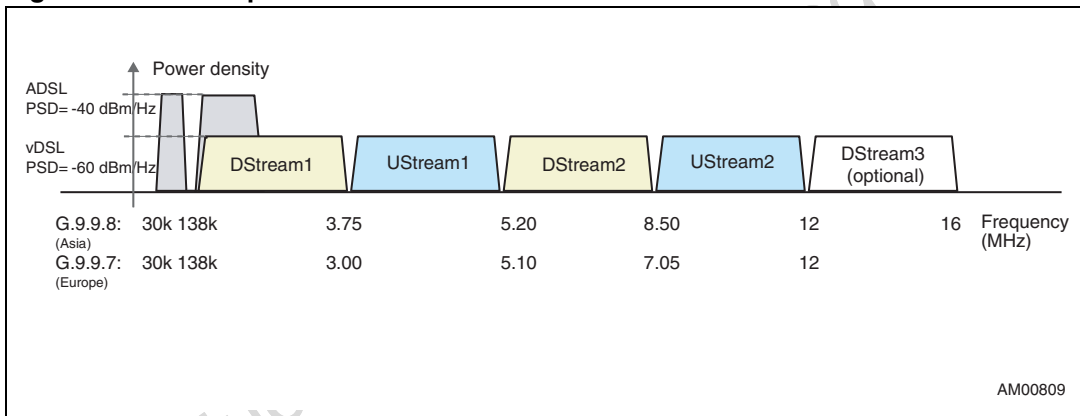 Power density
ADSL
PSD= -40 dBm/Hz
vDSL
PSD= -60 dBm/Hz
DStream1
UStream1
DStream2
UStream2
DStream3
(optional)
G.9.9.8: 30k 138k 3.75 5.20 8.50 12 16 Frequency
(Asia) (MHz)
G.9.9.7: 30k 138k 3.00 5.10 7.05 12
(Europe)
AM00809